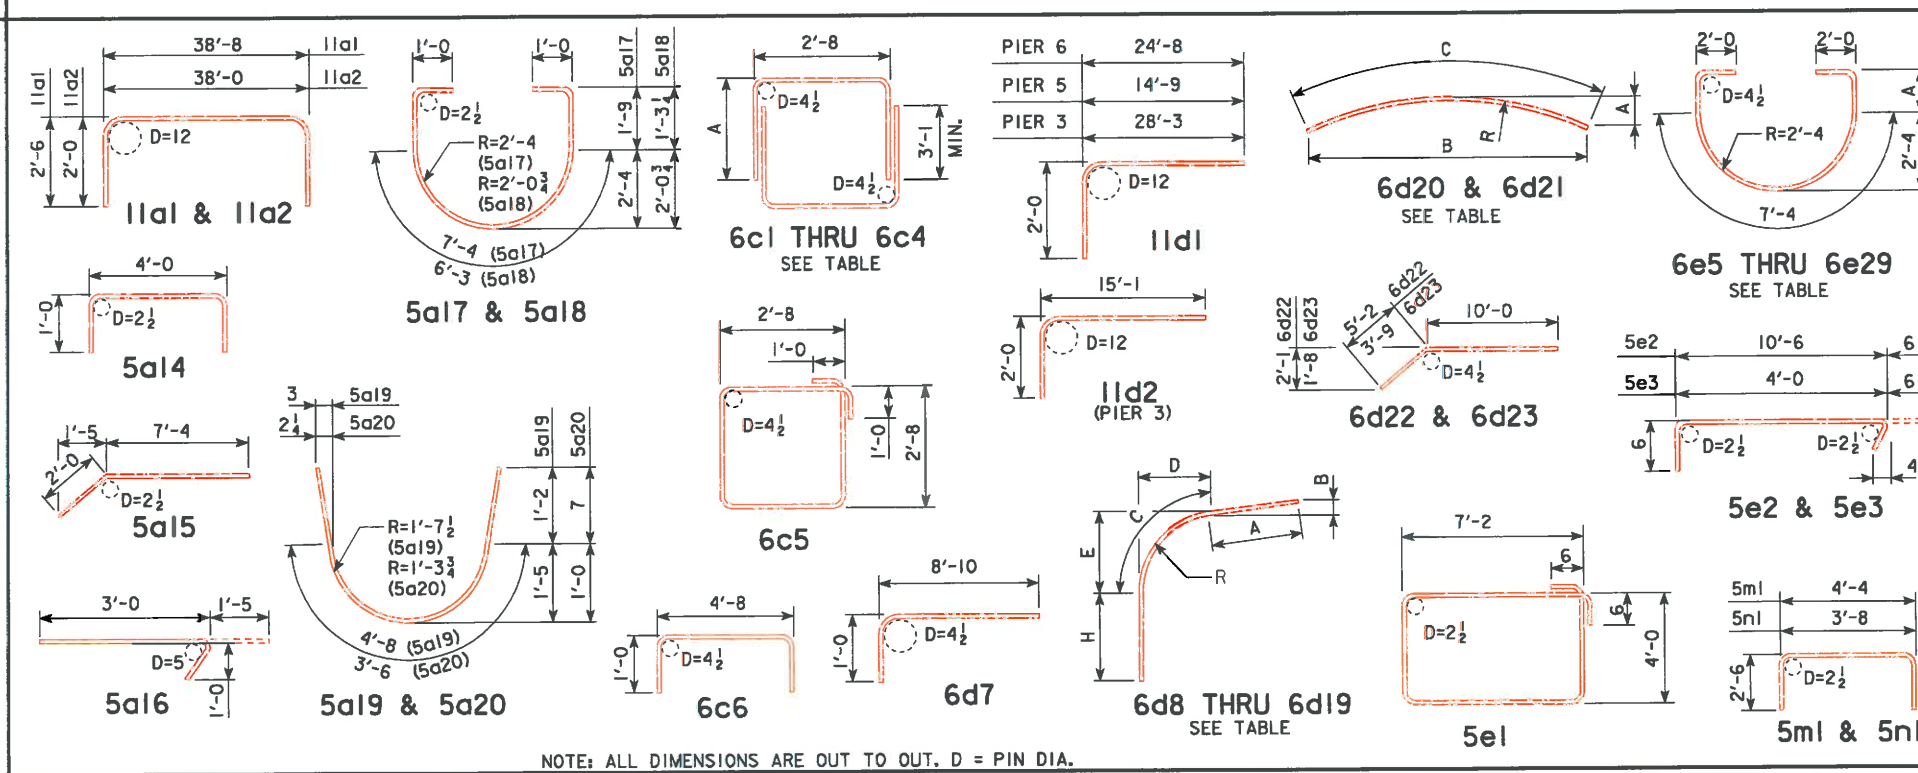 38'-8 11a1
38'-0 11a2
11a1 11a2
2'-6 2'-0
D=12
11a1 & 11a2
1'-0 1'-0
5a17 5a18
D=2½
1'-9 1'-3¼
R=2'-4
(5a17)
R=2'-0¾
(5a18)
2'-4 2'-0¾
7'-4 (5a17)
6'-3 (5a18)
5a17 & 5a18
2'-8
D=4½
A
3'-1
MIN.
D=4½
6c1 THRU 6c4
SEE TABLE
PIER 6 24'-8
PIER 5 14'-9
PIER 3 28'-3
D=12
2'-0
11d1
C
A
R
B
6d20 & 6d21
SEE TABLE
2'-0 2'-0
D=4½
A
R=2'-4
2'-4
7'-4
6e5 THRU 6e29
SEE TABLE
4'-0
1'-0
D=2½
5a14
2'-8
1'-0
D=4½
1'-0
2'-8
6c5
15'-1
2'-0
D=12
11d2
(PIER 3)
6d22
6d23
5'-2
3'-9
10'-0
6d22 6d23
2'-1 1'-8
D=4½
6d22 & 6d23
5e2 10'-6 6
5e3 4'-0 6
6
D=2½ D=2½
4
5e2 & 5e3
1'-5 7'-4
2'-0
D=2½
5a15
3 5a19
2¼ 5a20
5a19 5a20
1'-2 7
R=1'-7½
(5a19)
R=1'-3¾
(5a20)
1'-5 1'-0
4'-8 (5a19)
3'-6 (5a20)
5a19 & 5a20
3'-0 1'-5
D=5
1'-0
5a16
4'-8
1'-0
D=4½
6c6
8'-10
1'-0
D=4½
6d7
D
B
C
E
A
R
H
6d8 THRU 6d19
SEE TABLE
7'-2
6
D=2½
6
4'-0
5e1
5m1 4'-4
5n1 3'-8
2'-6
D=2½
5m1 & 5n1
NOTE: ALL DIMENSIONS ARE OUT TO OUT. D = PIN DIA.